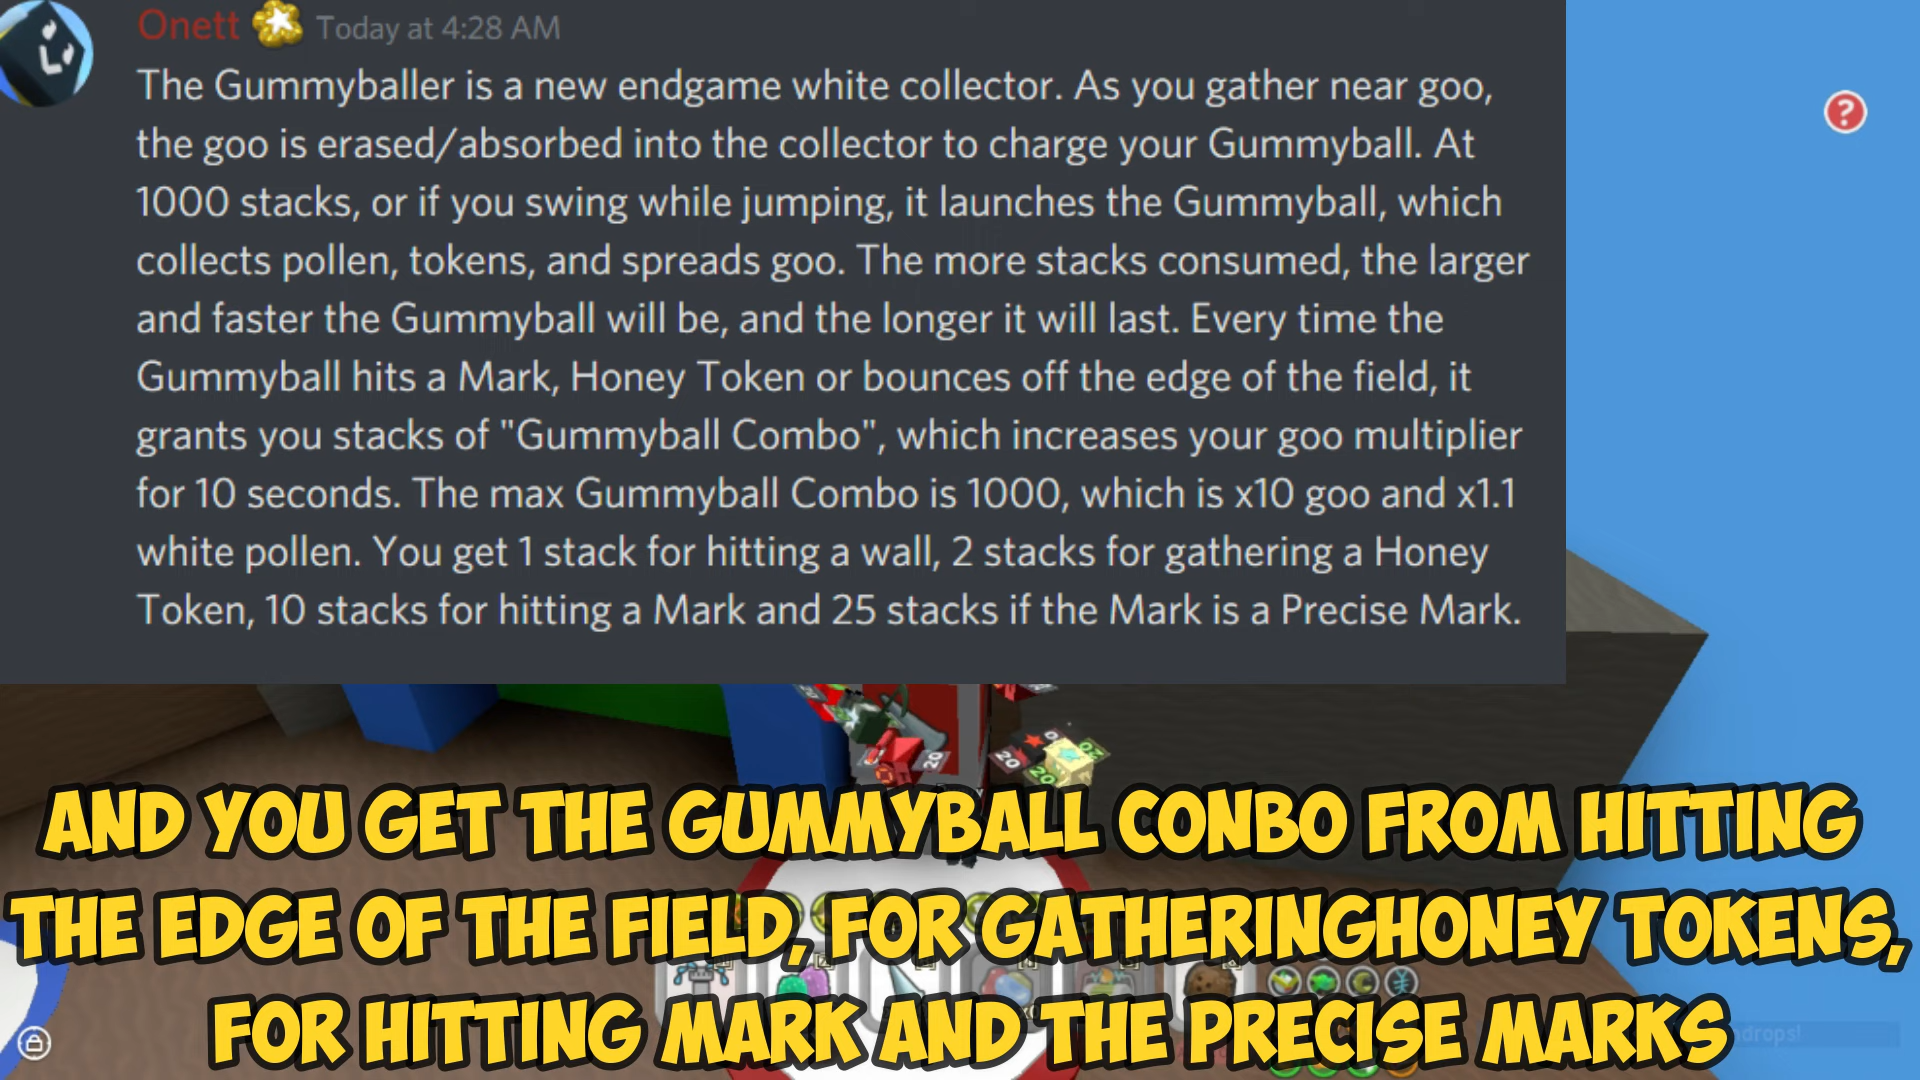 Onett Today at 4:28 AM
The Gummyballer is a new endgame white collector. As you gather near goo,
the goo is erased/absorbed into the collector to charge your Gummyball. At
1000 stacks, or if you swing while jumping, it launches the Gummyball, which
collects pollen, tokens, and spreads goo. The more stacks consumed, the larger
and faster the Gummyball will be, and the longer it will last. Every time the
Gummyball hits a Mark, Honey Token or bounces off the edge of the field, it
grants you stacks of "Gummyball Combo", which increases your goo multiplier
for 10 seconds. The max Gummyball Combo is 1000, which is x10 goo and x1.1
white pollen. You get 1 stack for hitting a wall, 2 stacks for gathering a Honey
Token, 10 stacks for hitting a Mark and 25 stacks if the Mark is a Precise Mark.
?
20
20
20
AND YOU GET THE GUMMYBALL CONBO FROM HITTING
THE EDGE OF THE FIELD, FOR GATHERINGHONEY TOKENS,
FOR HITTING MARK AND THE PRECISE MARKS